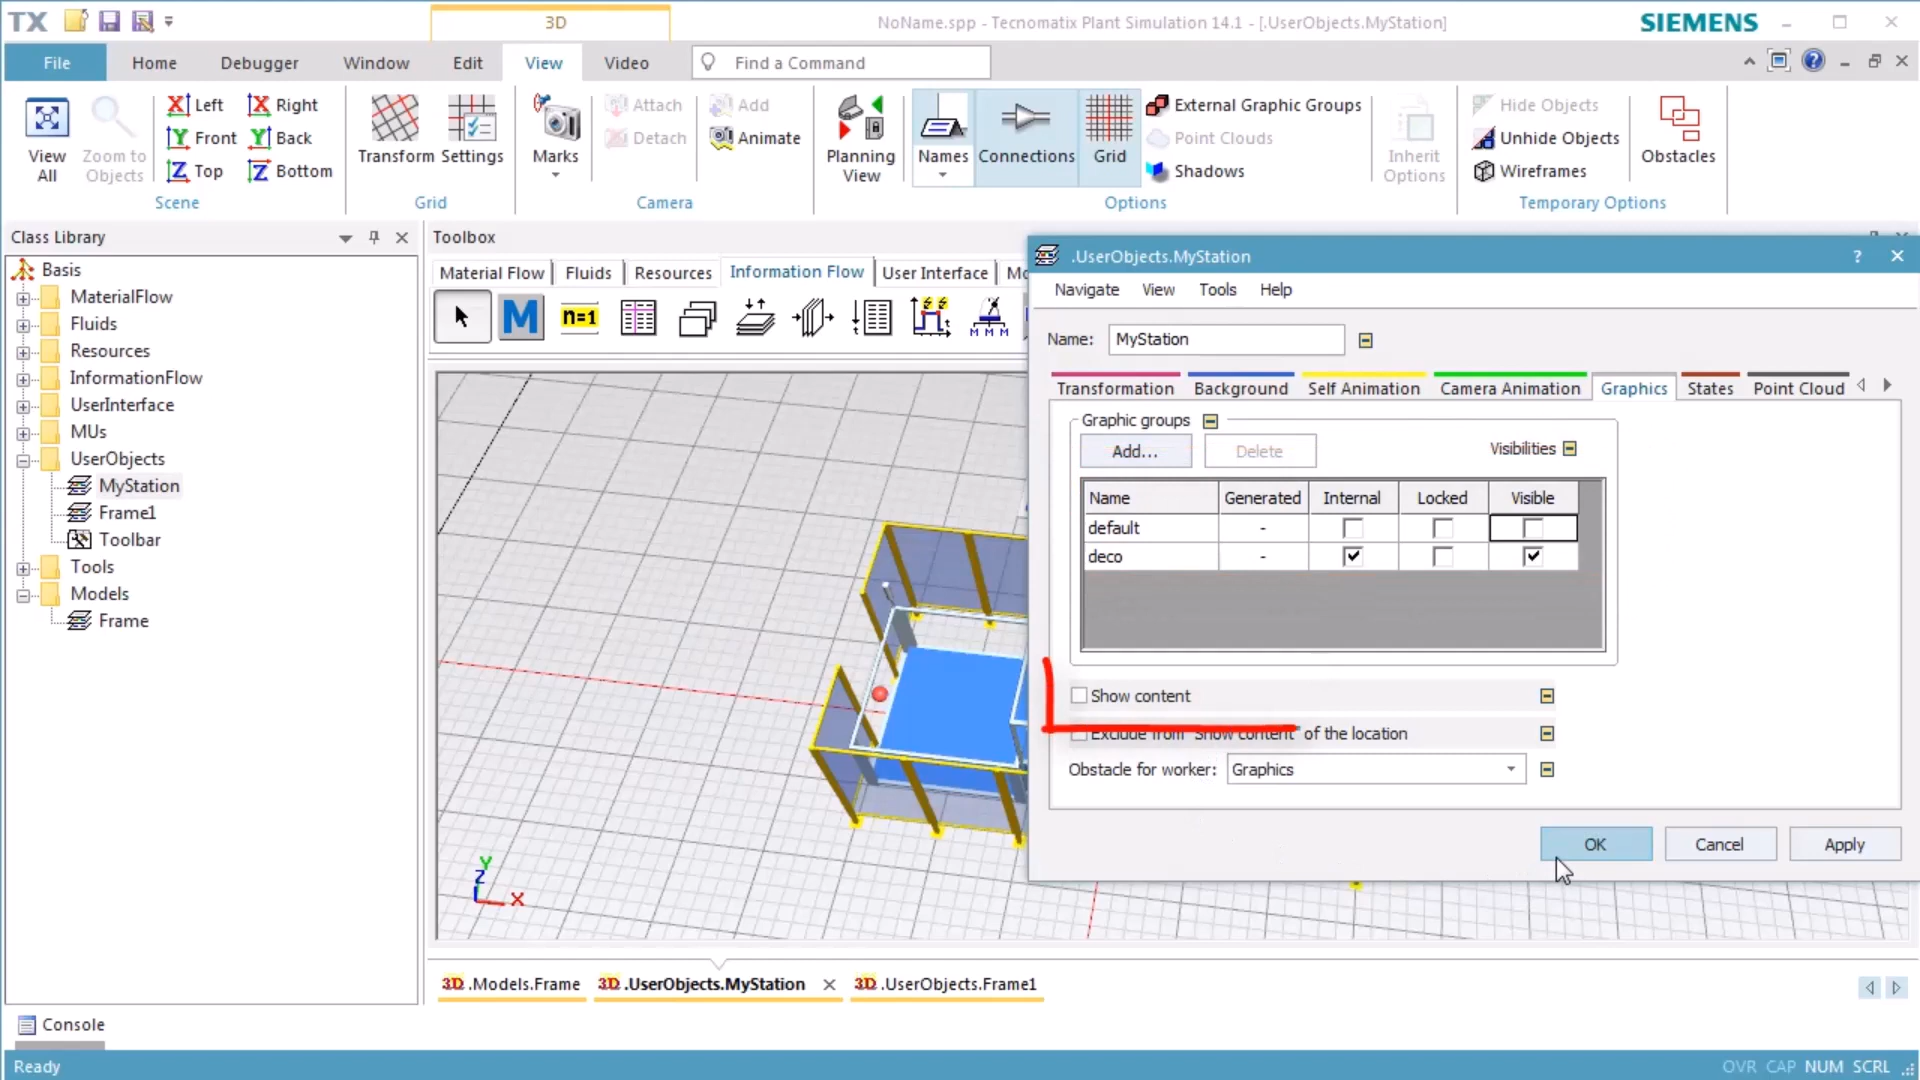 TX
3D
NoName.spp - Tecnomatix Plant Simulation 14.1 - [.UserObjects.MyStation]
SIEMENS
File
Home
Debugger
Window
Edit
View
Video
Find a Command
View All
Zoom to Objects
Left
Right
Front
Back
Top
Bottom
Scene
Transform
Settings
Grid
Marks
Attach
Detach
Add
Animate
Camera
Planning View
Names
Connections
Grid
External Graphic Groups
Point Clouds
Shadows
Options
Inherit Options
Hide Objects
Unhide Objects
Wireframes
Obstacles
Temporary Options
Class Library
Basis
MaterialFlow
Fluids
Resources
InformationFlow
UserInterface
MUs
UserObjects
MyStation
Frame1
Toolbar
Tools
Models
Frame
Toolbox
Material Flow
Fluids
Resources
Information Flow
User Interface
M
n=1
M M M
.UserObjects.MyStation
Navigate
View
Tools
Help
Name:
MyStation
Transformation
Background
Self Animation
Camera Animation
Graphics
States
Point Cloud
Graphic groups
Add...
Delete
Visibilities
Name Generated Internal Locked Visible
default -
deco -
Show content
Exclude from "Show content" of the location
Obstacle for worker: Graphics
OK
Cancel
Apply
Y
Z
X
3D .Models.Frame
3D .UserObjects.MyStation
3D .UserObjects.Frame1
Console
Ready
OVR CAP NUM SCRL